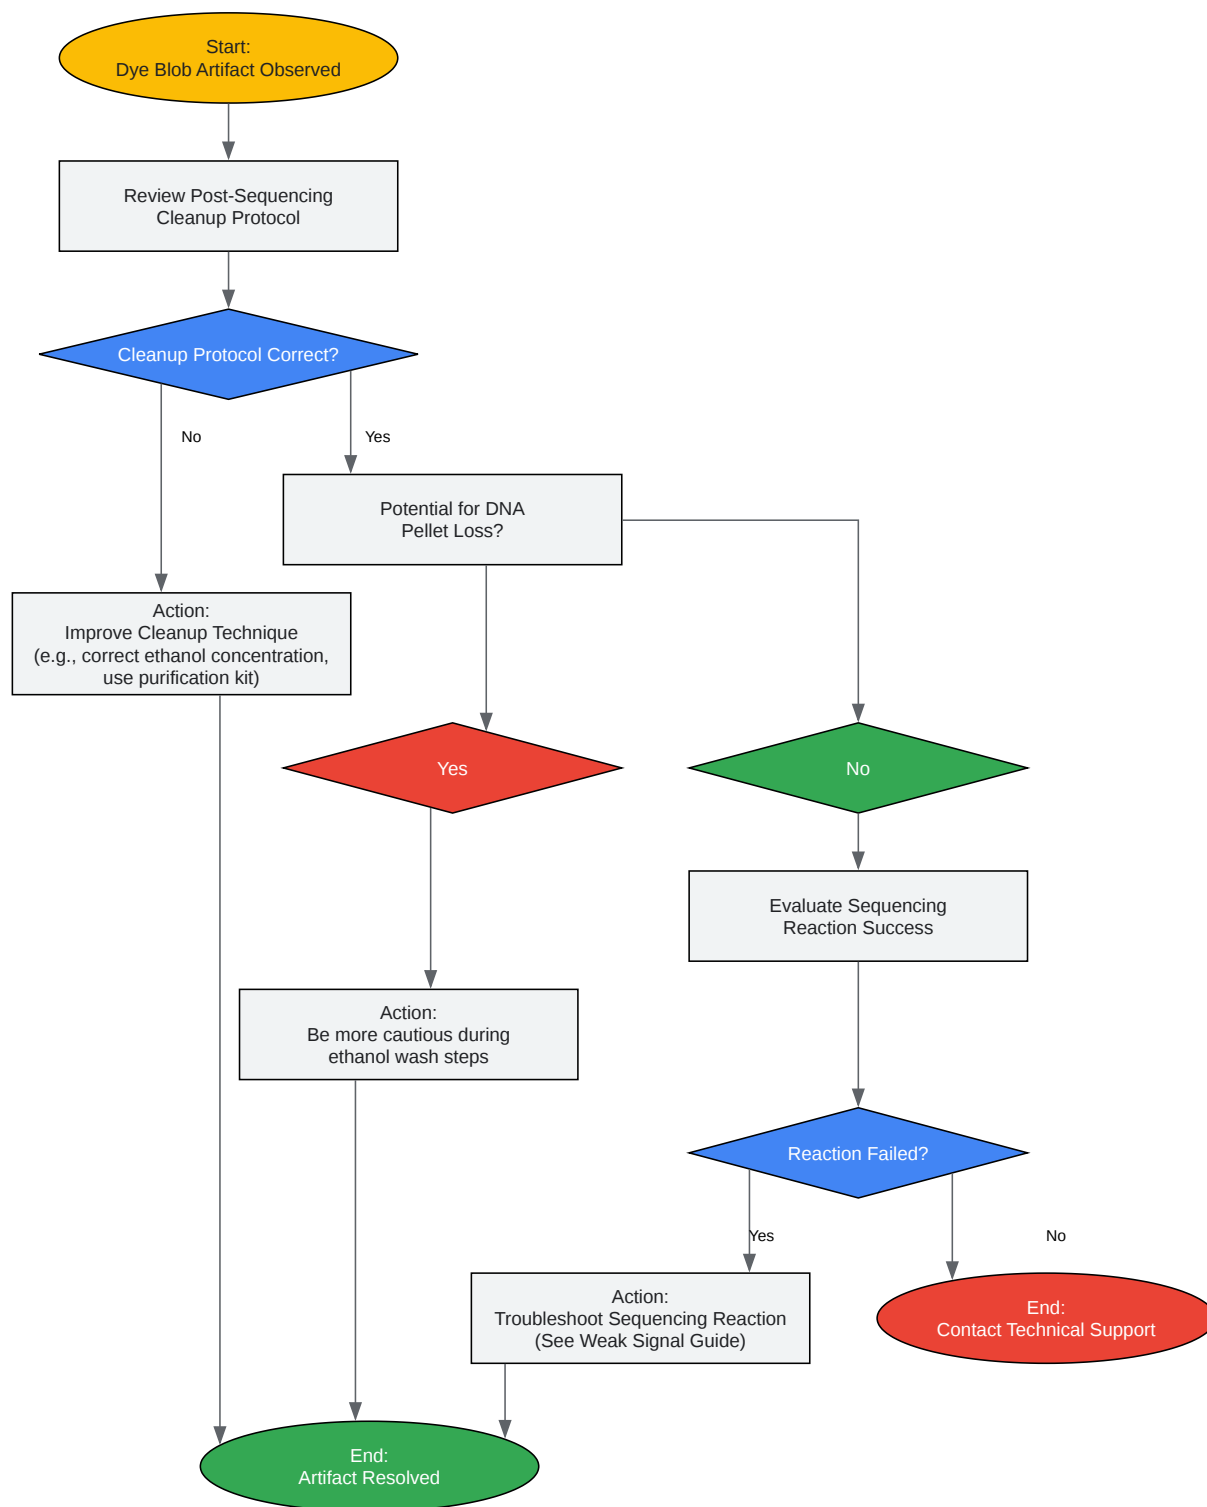 Start:
Dye Blob Artifact Observed
Review Post-Sequencing
Cleanup Protocol
Cleanup Protocol Correct?
No
Yes
Potential for DNA
Pellet Loss?
Action:
Improve Cleanup Technique
(e.g., correct ethanol concentration,
use purification kit)
Yes
No
Evaluate Sequencing
Reaction Success
Action:
Be more cautious during
ethanol wash steps
Reaction Failed?
Yes
No
Action:
Troubleshoot Sequencing Reaction
(See Weak Signal Guide)
End:
Contact Technical Support
End:
Artifact Resolved